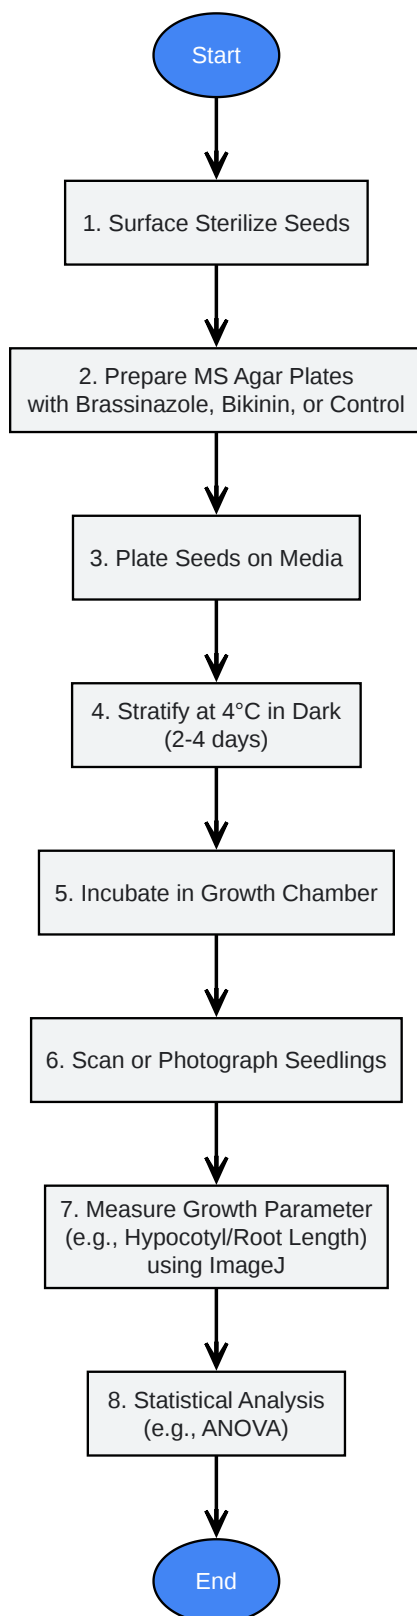 Start
1. Surface Sterilize Seeds
2. Prepare MS Agar Plates
with Brassinazole, Bikinin, or Control
3. Plate Seeds on Media
4. Stratify at 4°C in Dark
(2-4 days)
5. Incubate in Growth Chamber
6. Scan or Photograph Seedlings
7. Measure Growth Parameter
(e.g., Hypocotyl/Root Length)
using ImageJ
8. Statistical Analysis
(e.g., ANOVA)
End